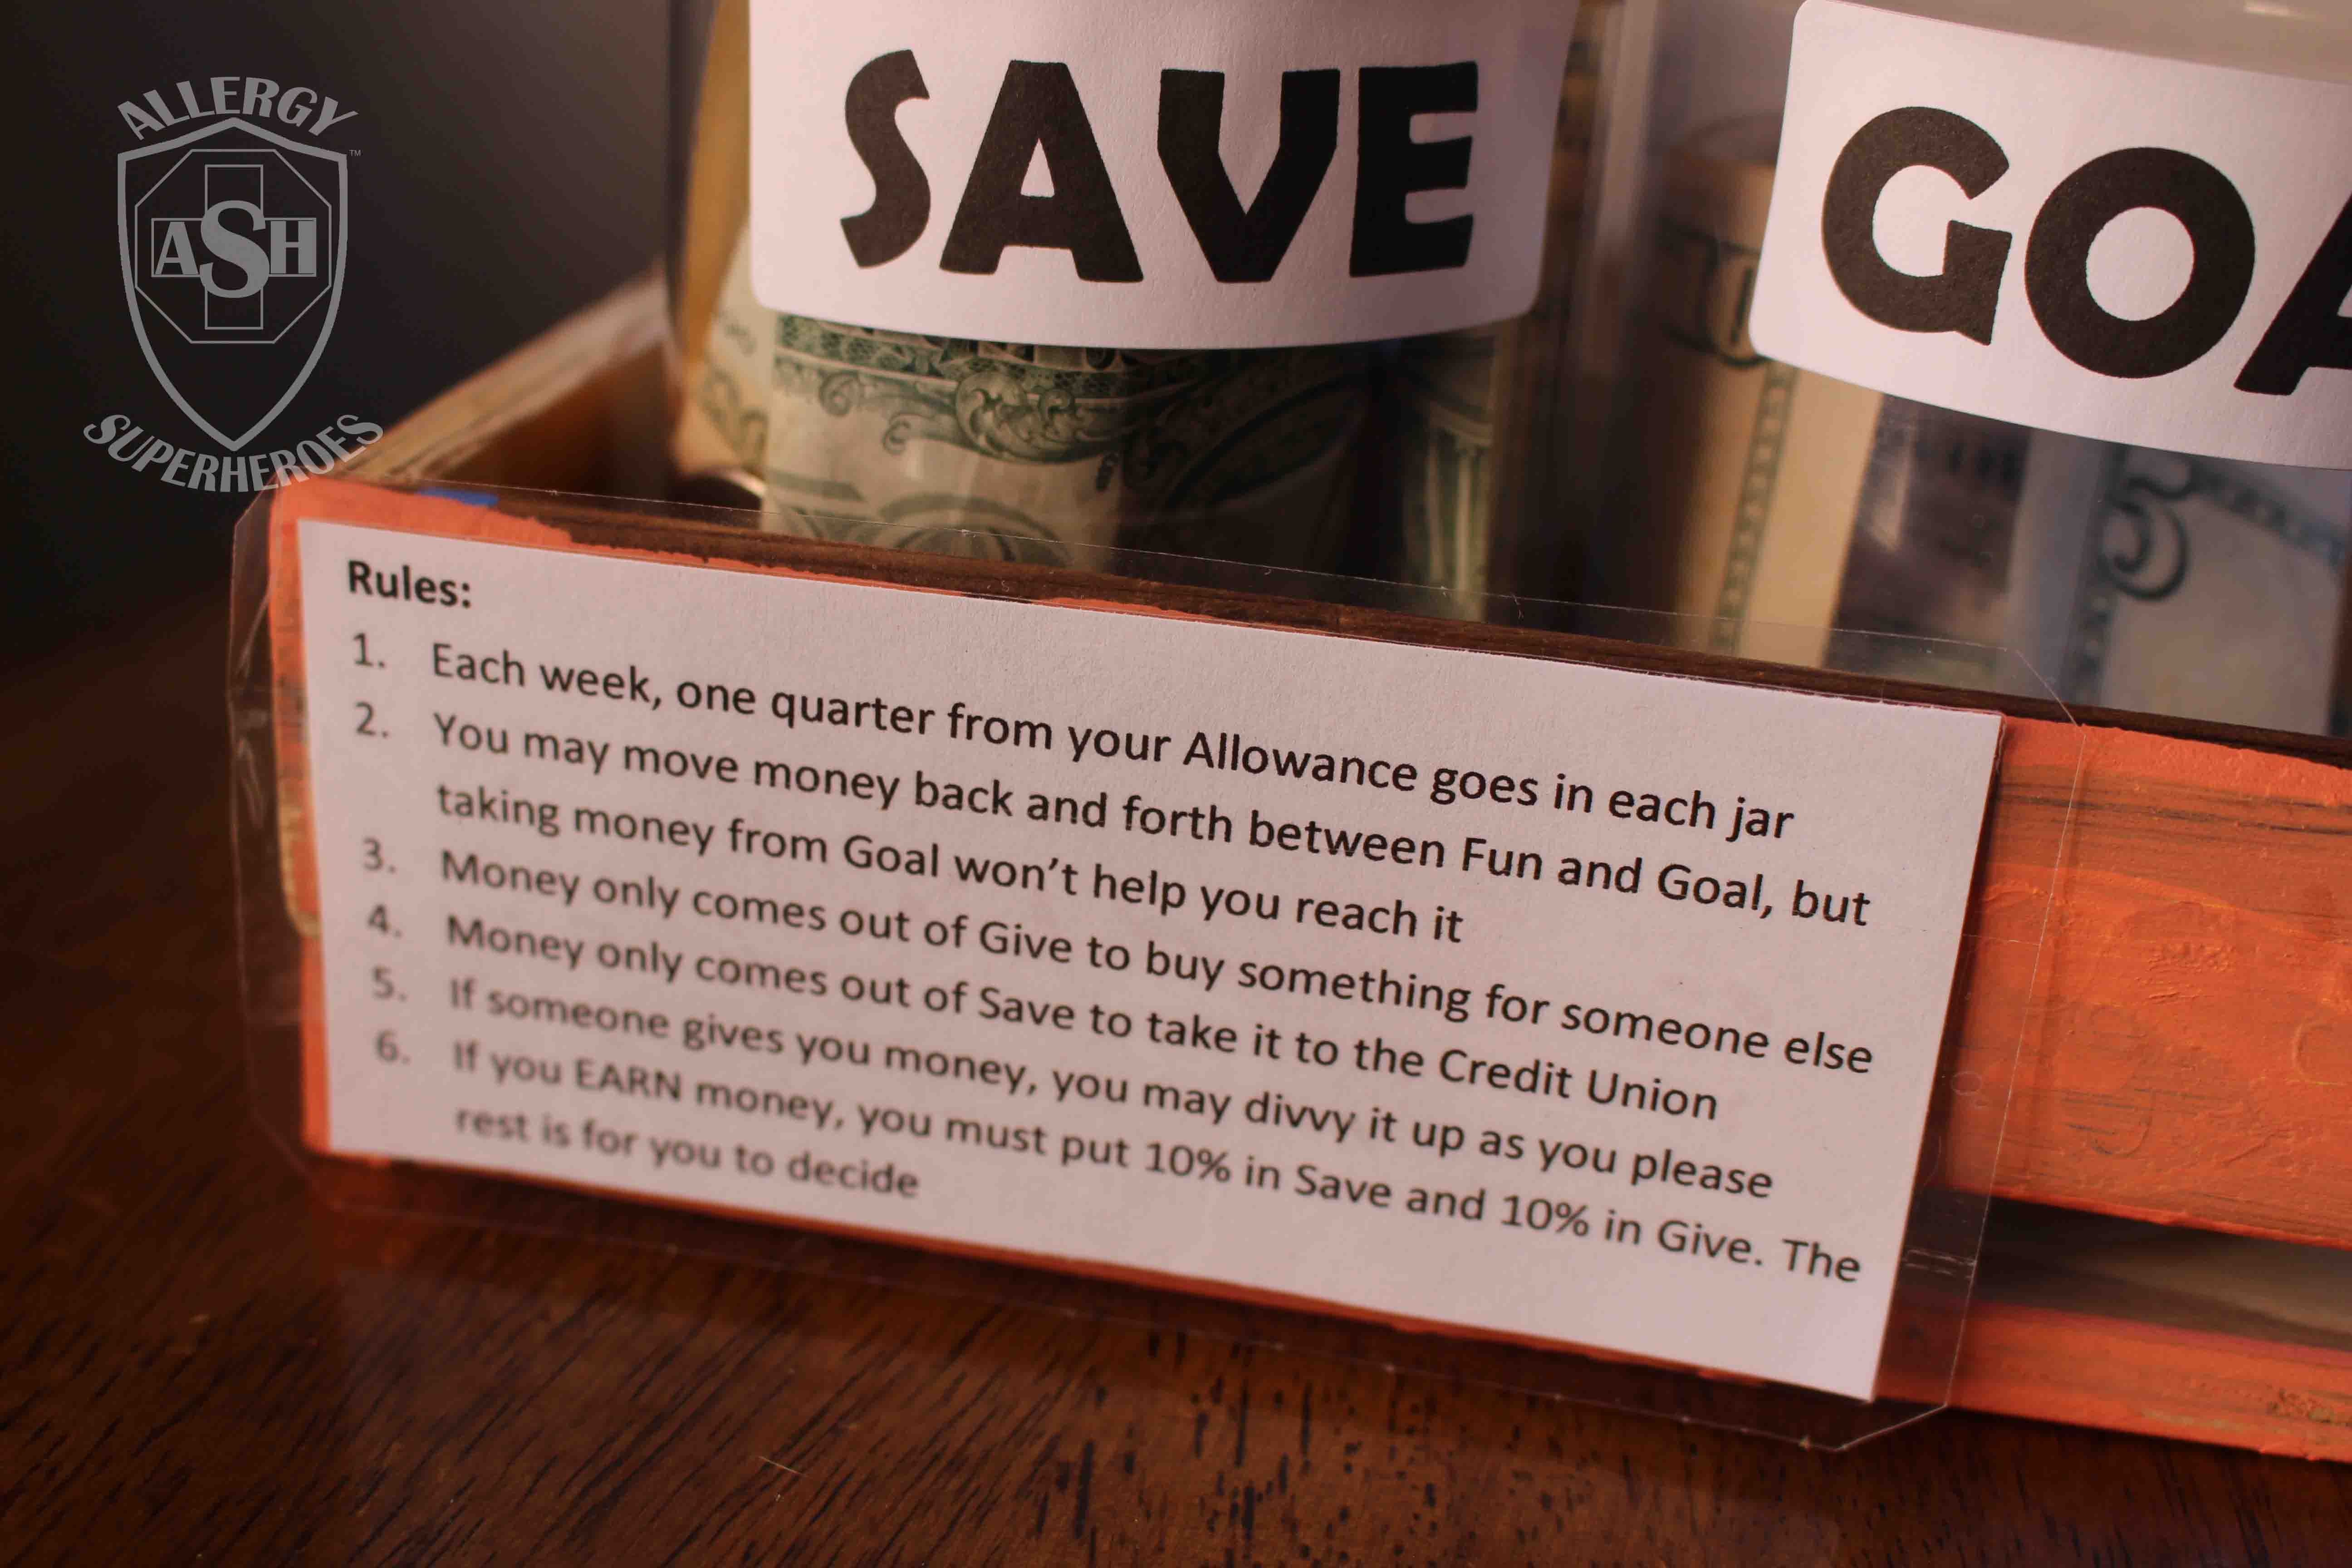 ALLERGY
ASH
SUPERHEROES
TM
SAVE
GOA
5
Rules:
1. Each week, one quarter from your Allowance goes in each jar
2. You may move money back and forth between Fun and Goal, but
taking money from Goal won't help you reach it
3. Money only comes out of Give to buy something for someone else
4. Money only comes out of Save to take it to the Credit Union
5. If someone gives you money, you may divvy it up as you please
6. If you EARN money, you must put 10% in Save and 10% in Give. The
rest is for you to decide